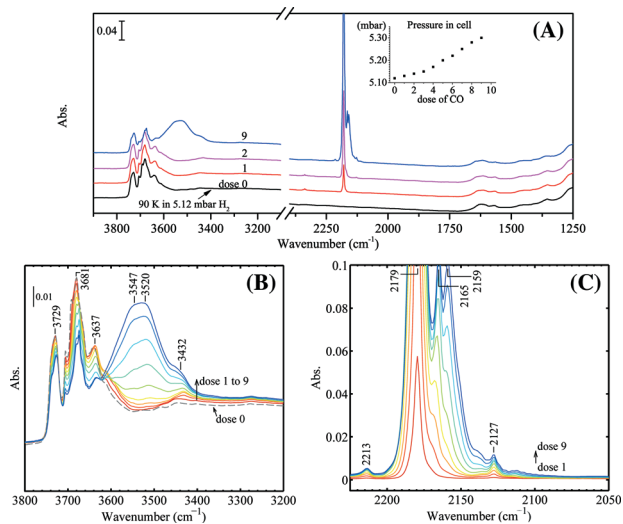 0.04
(A)
(mbar)
Pressure in cell
5.30
5.20
5.10
0 2 4 6 8 10
dose of CO
Abs.
9
2
1
dose 0
90 K in 5.12 mbar H2
3800 3600 3400 3200 2250 2000 1750 1500 1250
Wavenumber (cm−1)
(B)
0.01
3729
3681
3637
3547
3520
3432
dose 1 to 9
dose 0
Abs.
3800 3700 3600 3500 3400 3300 3200
Wavenumber (cm−1)
(C)
0.1
0.08
0.06
0.04
0.02
0
Abs.
2179
2165
2159
2213
2127
dose 9
dose 1
2200 2150 2100 2050
Wavenumber (cm−1)